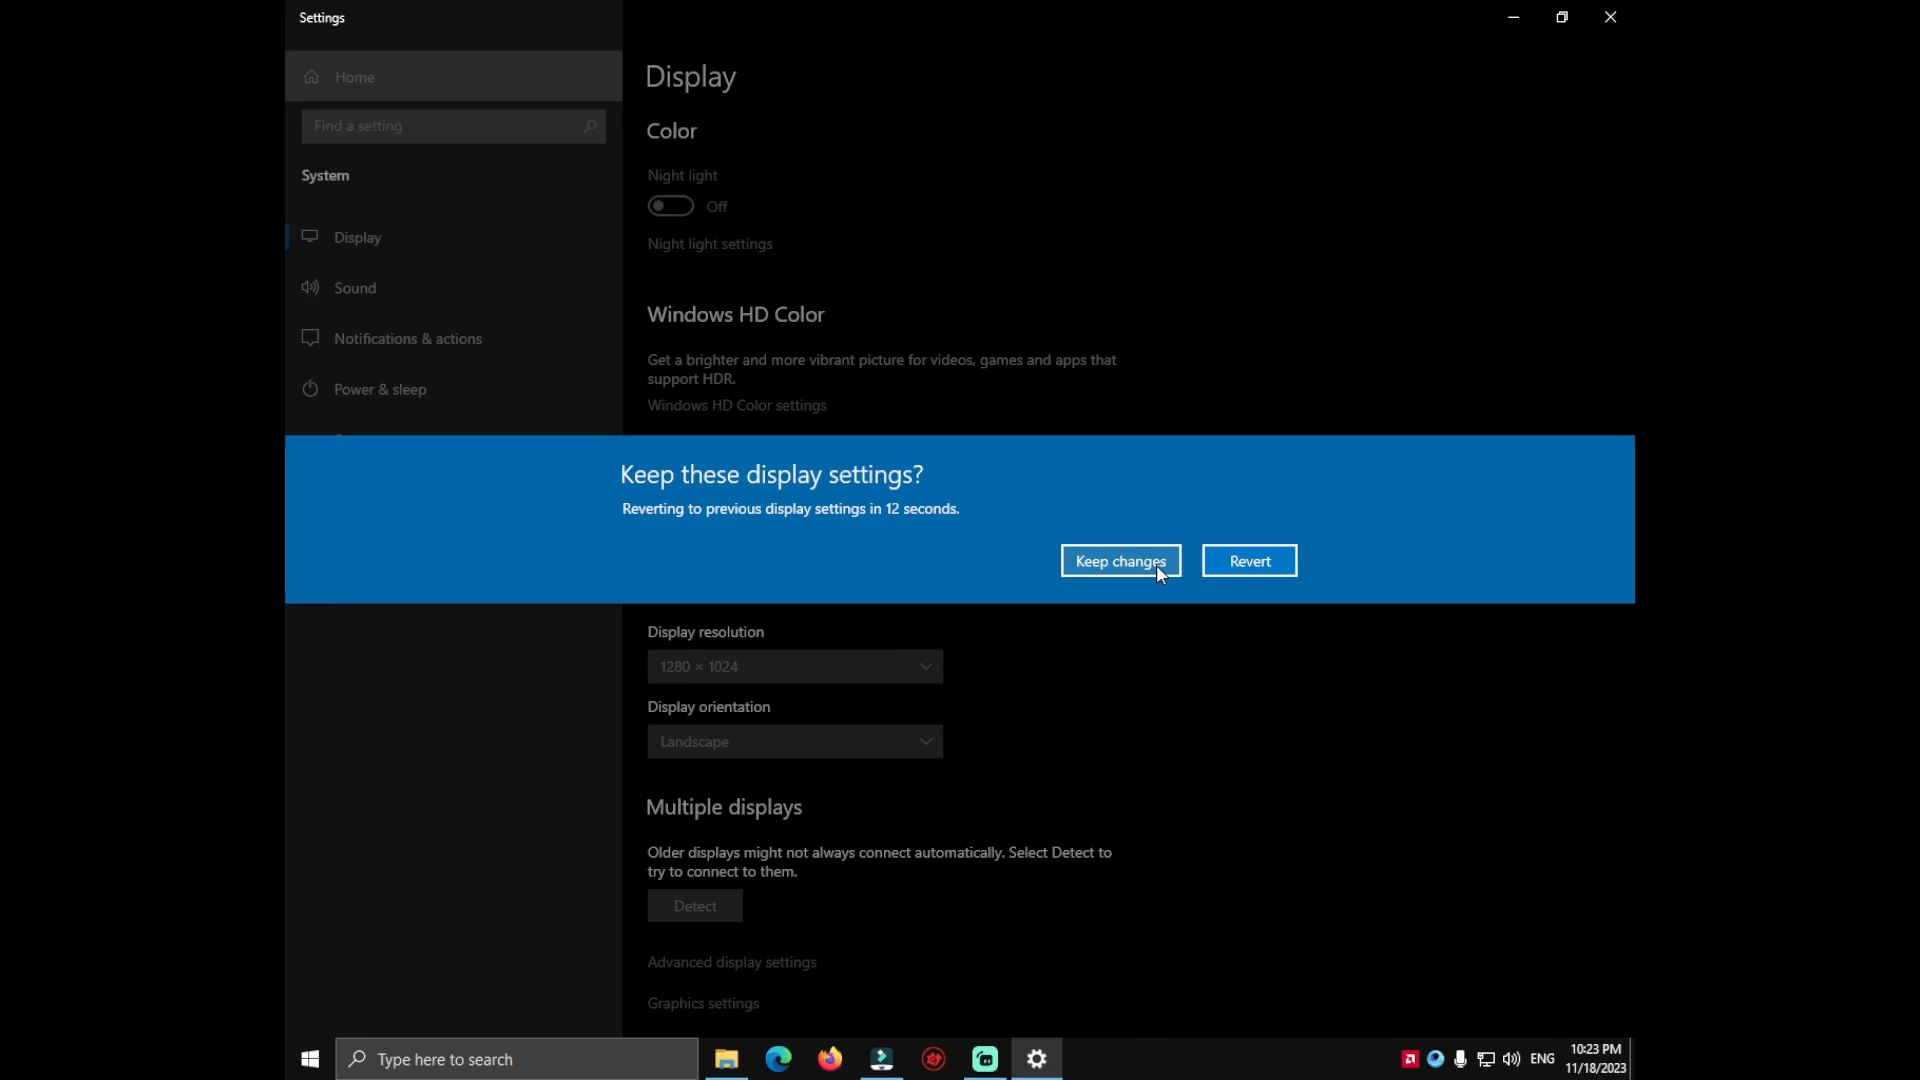 Settings
Home
Find a setting
System
Display
Sound
Notifications & actions
Power & sleep
Display
Color
Night light
Off
Night light settings
Windows HD Color
Get a brighter and more vibrant picture for videos, games and apps that
support HDR.
Windows HD Color settings
Keep these display settings?
Reverting to previous display settings in 12 seconds.
Keep changes
Revert
Display resolution
1280 × 1024
Display orientation
Landscape
Multiple displays
Older displays might not always connect automatically. Select Detect to
try to connect to them.
Detect
Advanced display settings
Graphics settings
Type here to search
ENG
10:23 PM
11/18/2023